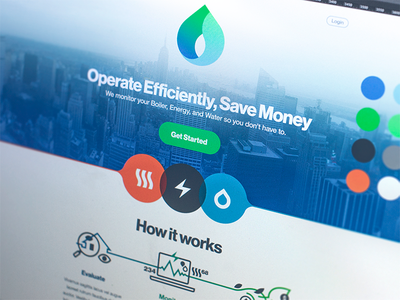 Login
Operate Efficiently, Save Money
We monitor your Boiler, Energy, and Water so you don't have to.
Get Started
How it works
234
Evaluate